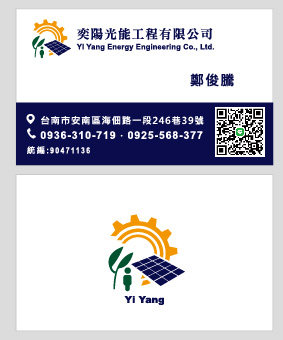 奕陽光能工程有限公司
Yi Yang Energy Engineering Co., Ltd.
鄭俊騰
台南市安南區海佃路一段246巷39號
0936-310-719 · 0925-568-377
統編:90471136
Yi Yang